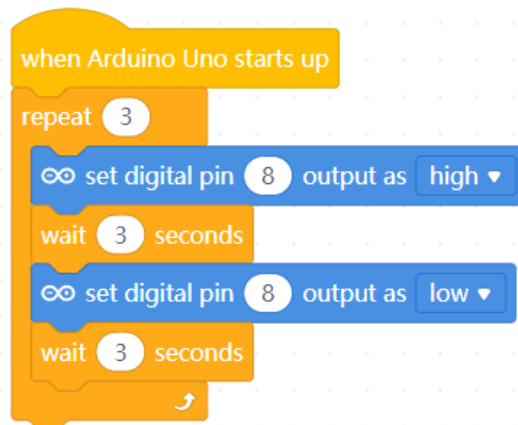 when Arduino Uno starts up
repeat 3
set digital pin 8 output as high
wait 3 seconds
set digital pin 8 output as low
wait 3 seconds